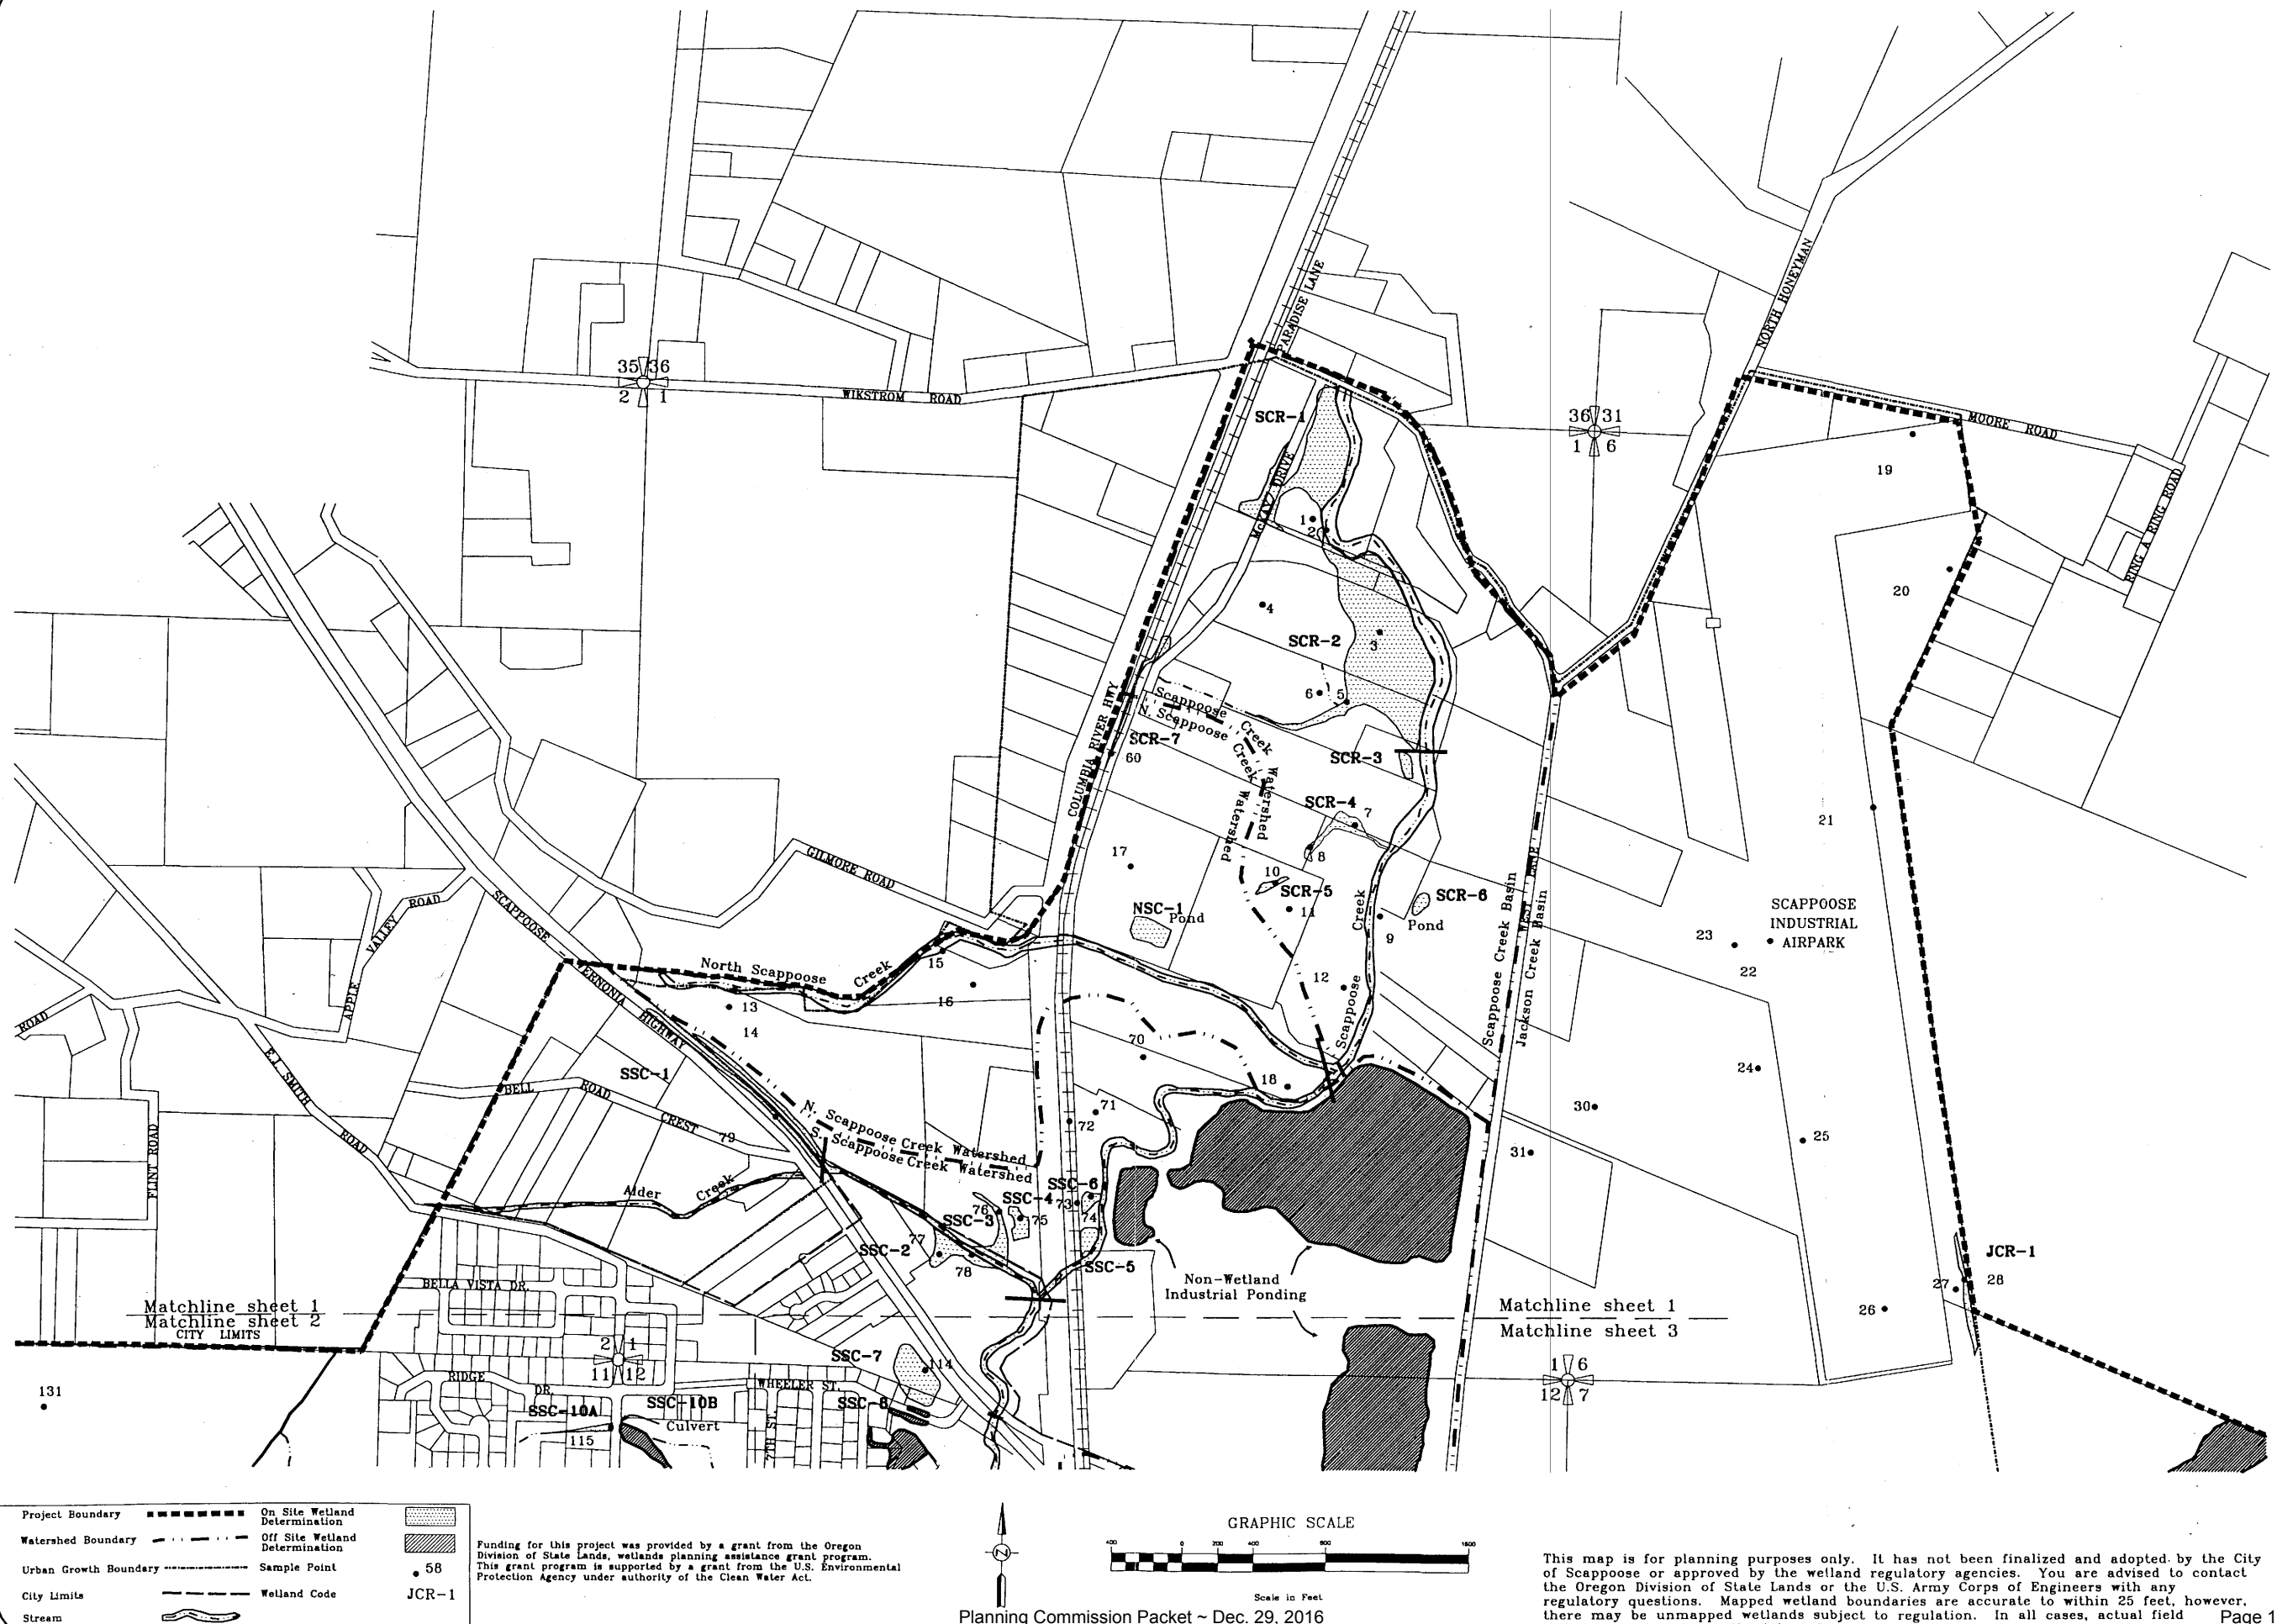 PARADISE LANE
NORTH HONEYMAN
35 36
2 1
WIKSTROM ROAD
SCR-1
36 31
1 6
MOORE ROAD
19
RING A RING ROAD
McKAY DRIVE
1
2
20
4
SCR-2
3
6
5
Scappoose Creek Watershed
N. Scappoose Creek Watershed
COLUMBIA RIVER HWY
SCR-7
60
SCR-3
SCR-4
7
21
8
17
GILMORE ROAD
10
SCR-5
11
SCR-6
Pond
NSC-1
Pond
9
Creek
Scappoose
Scappoose Creek Basin
WEST LANE
Jackson Creek Basin
SCAPPOOSE
INDUSTRIAL
AIRPARK
23
22
APPLE VALLEY ROAD
SCAPPOOSE VERNONIA HIGHWAY
North Scappoose Creek
15
16
12
13
14
ROAD
E.J. SMITH ROAD
FLINT ROAD
SSC-1
BELL ROAD CREST
79
70
18
24
30
25
31
71
72
N. Scappoose Creek Watershed
S. Scappoose Creek Watershed
Alder Creek
SSC-6
SSC-4
73
74
76
75
SSC-3
77
SSC-2
78
SSC-5
Non-Wetland
Industrial Ponding
JCR-1
27
28
26
BELLA VISTA DR.
Matchline sheet 1
Matchline sheet 2
CITY LIMITS
Matchline sheet 1
Matchline sheet 3
2 1
11 12
1 6
12 7
SSC-7
114
131
RIDGE DR.
WHEELER ST.
SSC-10A
SSC-10B
Culvert
SSC-8
115
7TH ST.
Project Boundary
On Site Wetland
Determination
Watershed Boundary
Off Site Wetland
Determination
Urban Growth Boundary
Sample Point
58
City Limits
Wetland Code
JCR-1
Stream
Funding for this project was provided by a grant from the Oregon
Division of State Lands, wetlands planning assistance grant program.
This grant program is supported by a grant from the U.S. Environmental
Protection Agency under authority of the Clean Water Act.
N
GRAPHIC SCALE
400 0 200 400 800 1600
Scale in Feet
This map is for planning purposes only. It has not been finalized and adopted by the City
of Scappoose or approved by the wetland regulatory agencies. You are advised to contact
the Oregon Division of State Lands or the U.S. Army Corps of Engineers with any
regulatory questions. Mapped wetland boundaries are accurate to within 25 feet, however,
there may be unmapped wetlands subject to regulation. In all cases, actual field
Planning Commission Packet ~ Dec. 29, 2016
Page 1